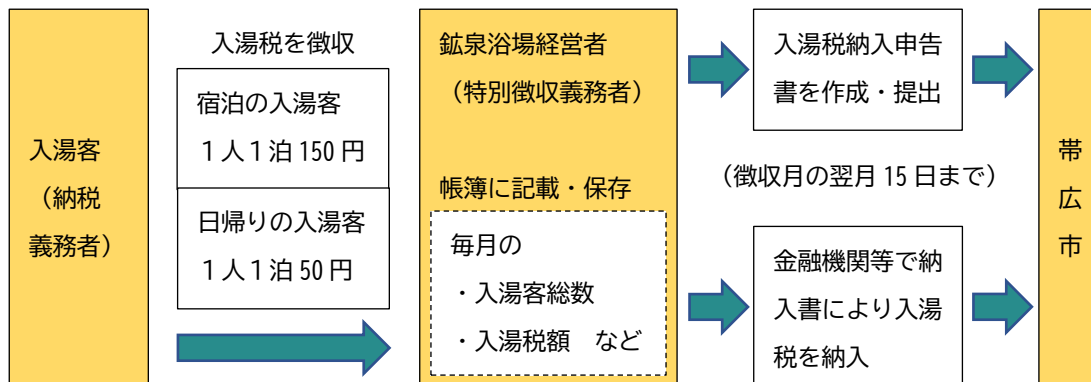 入湯客
（納税
義務者）
入湯税を徴収
宿泊の入湯客
１人１泊 150 円
日帰りの入湯客
１人１泊 50 円
鉱泉浴場経営者
（特別徴収義務者）
帳簿に記載・保存
毎月の
・入湯客総数
・入湯税額　など
入湯税納入申告
書を作成・提出
（徴収月の翌月 15 日まで）
金融機関等で納
入書により入湯
税を納入
帯
広
市